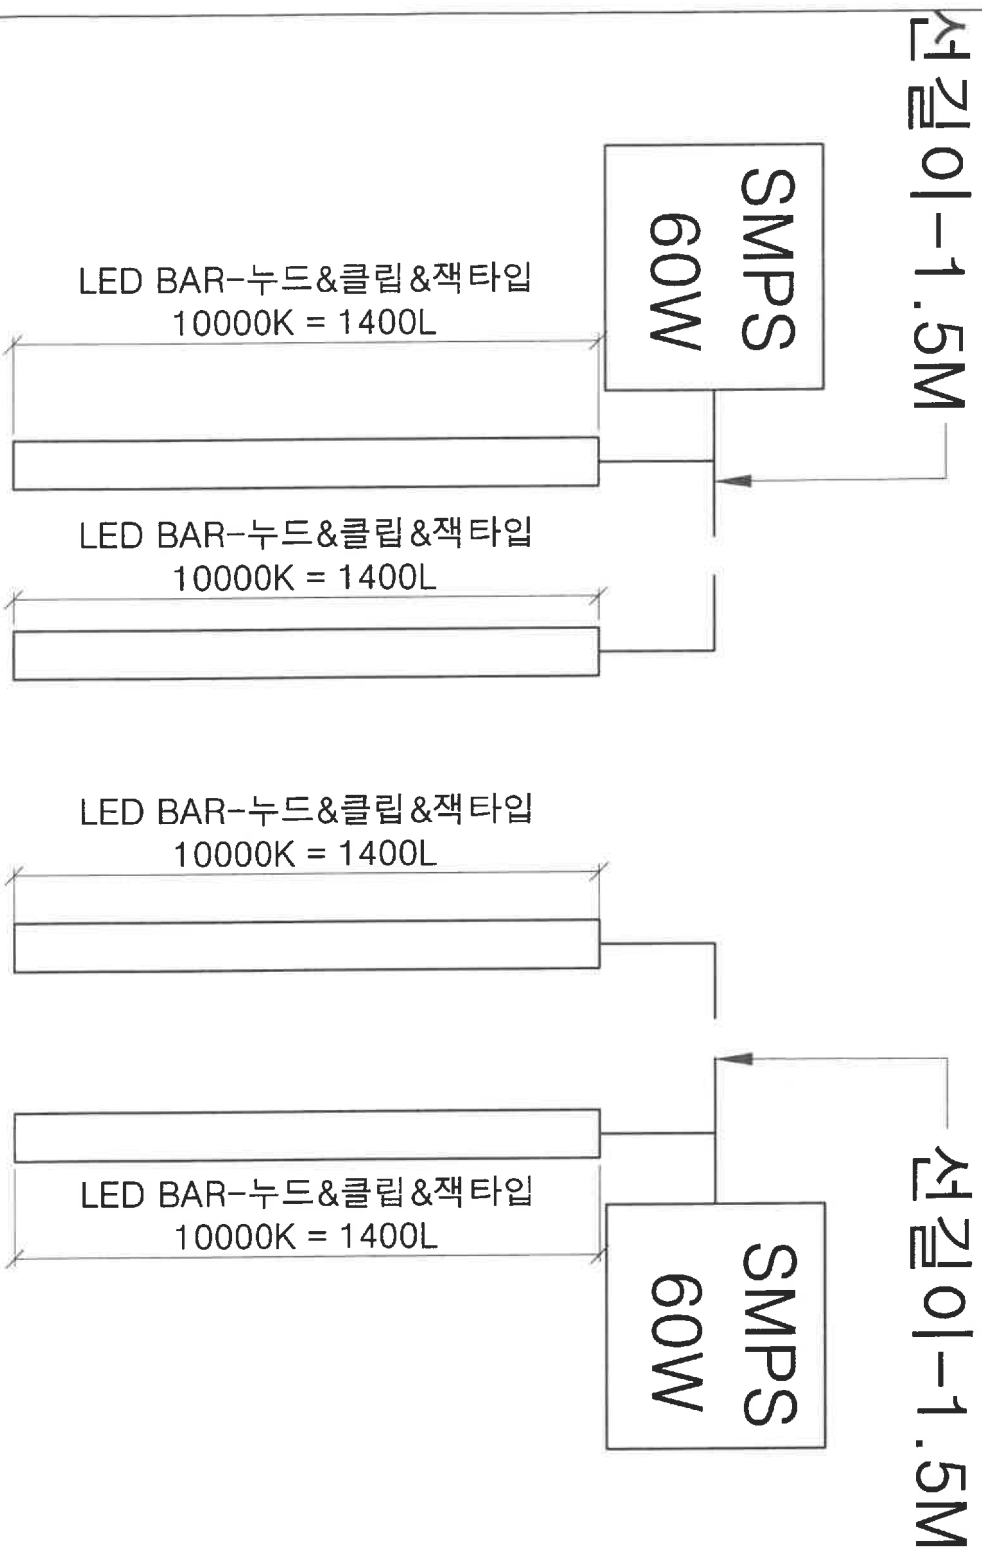 선길이-1.5M
SMPS
60W
LED BAR-누드&클립&잭타입
10000K = 1400L
LED BAR-누드&클립&잭타입
10000K = 1400L
LED BAR-누드&클립&잭타입
10000K = 1400L
LED BAR-누드&클립&잭타입
10000K = 1400L
선길이-1.5M
SMPS
60W